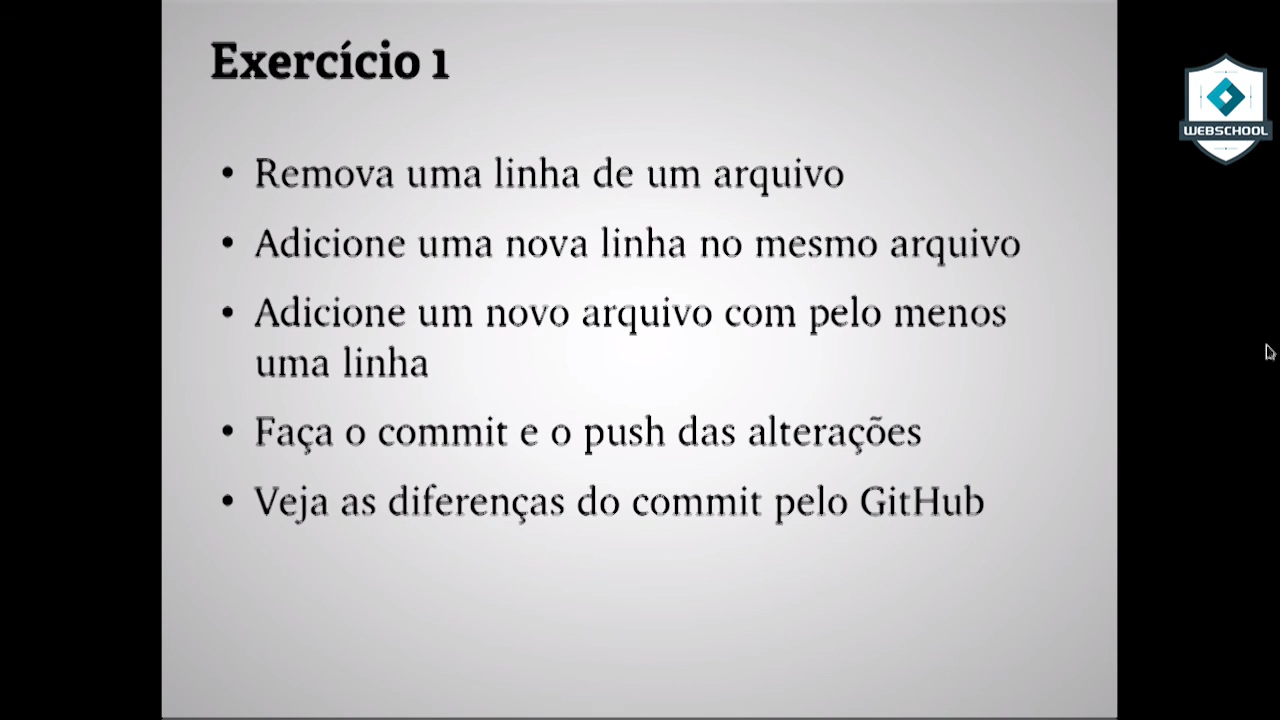 Exercício 1
WEBSCHOOL
• Remova uma linha de um arquivo
• Adicione uma nova linha no mesmo arquivo
• Adicione um novo arquivo com pelo menos
uma linha
• Faça o commit e o push das alterações
• Veja as diferenças do commit pelo GitHub